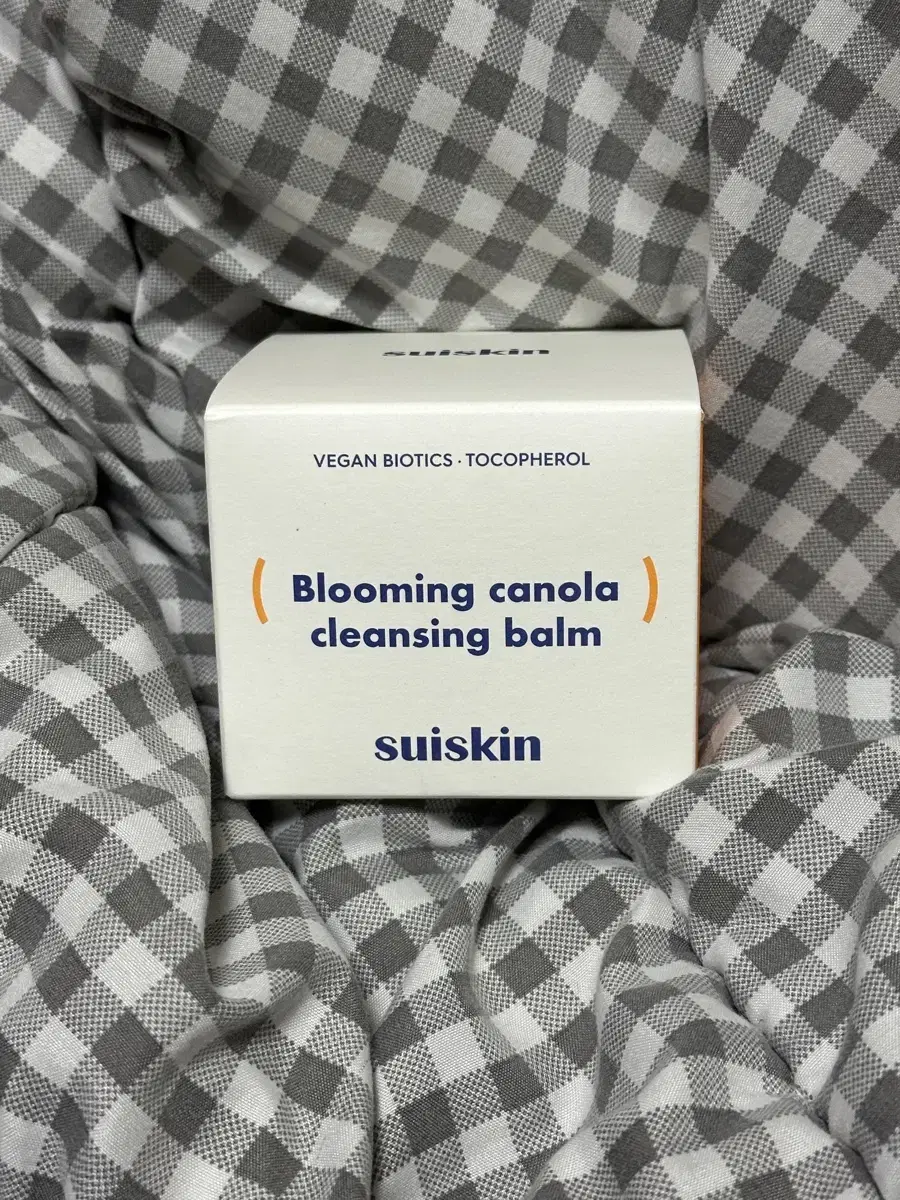 suiskin
VEGAN BIOTICS · TOCOPHEROL
( Blooming canola )
cleansing balm
suiskin